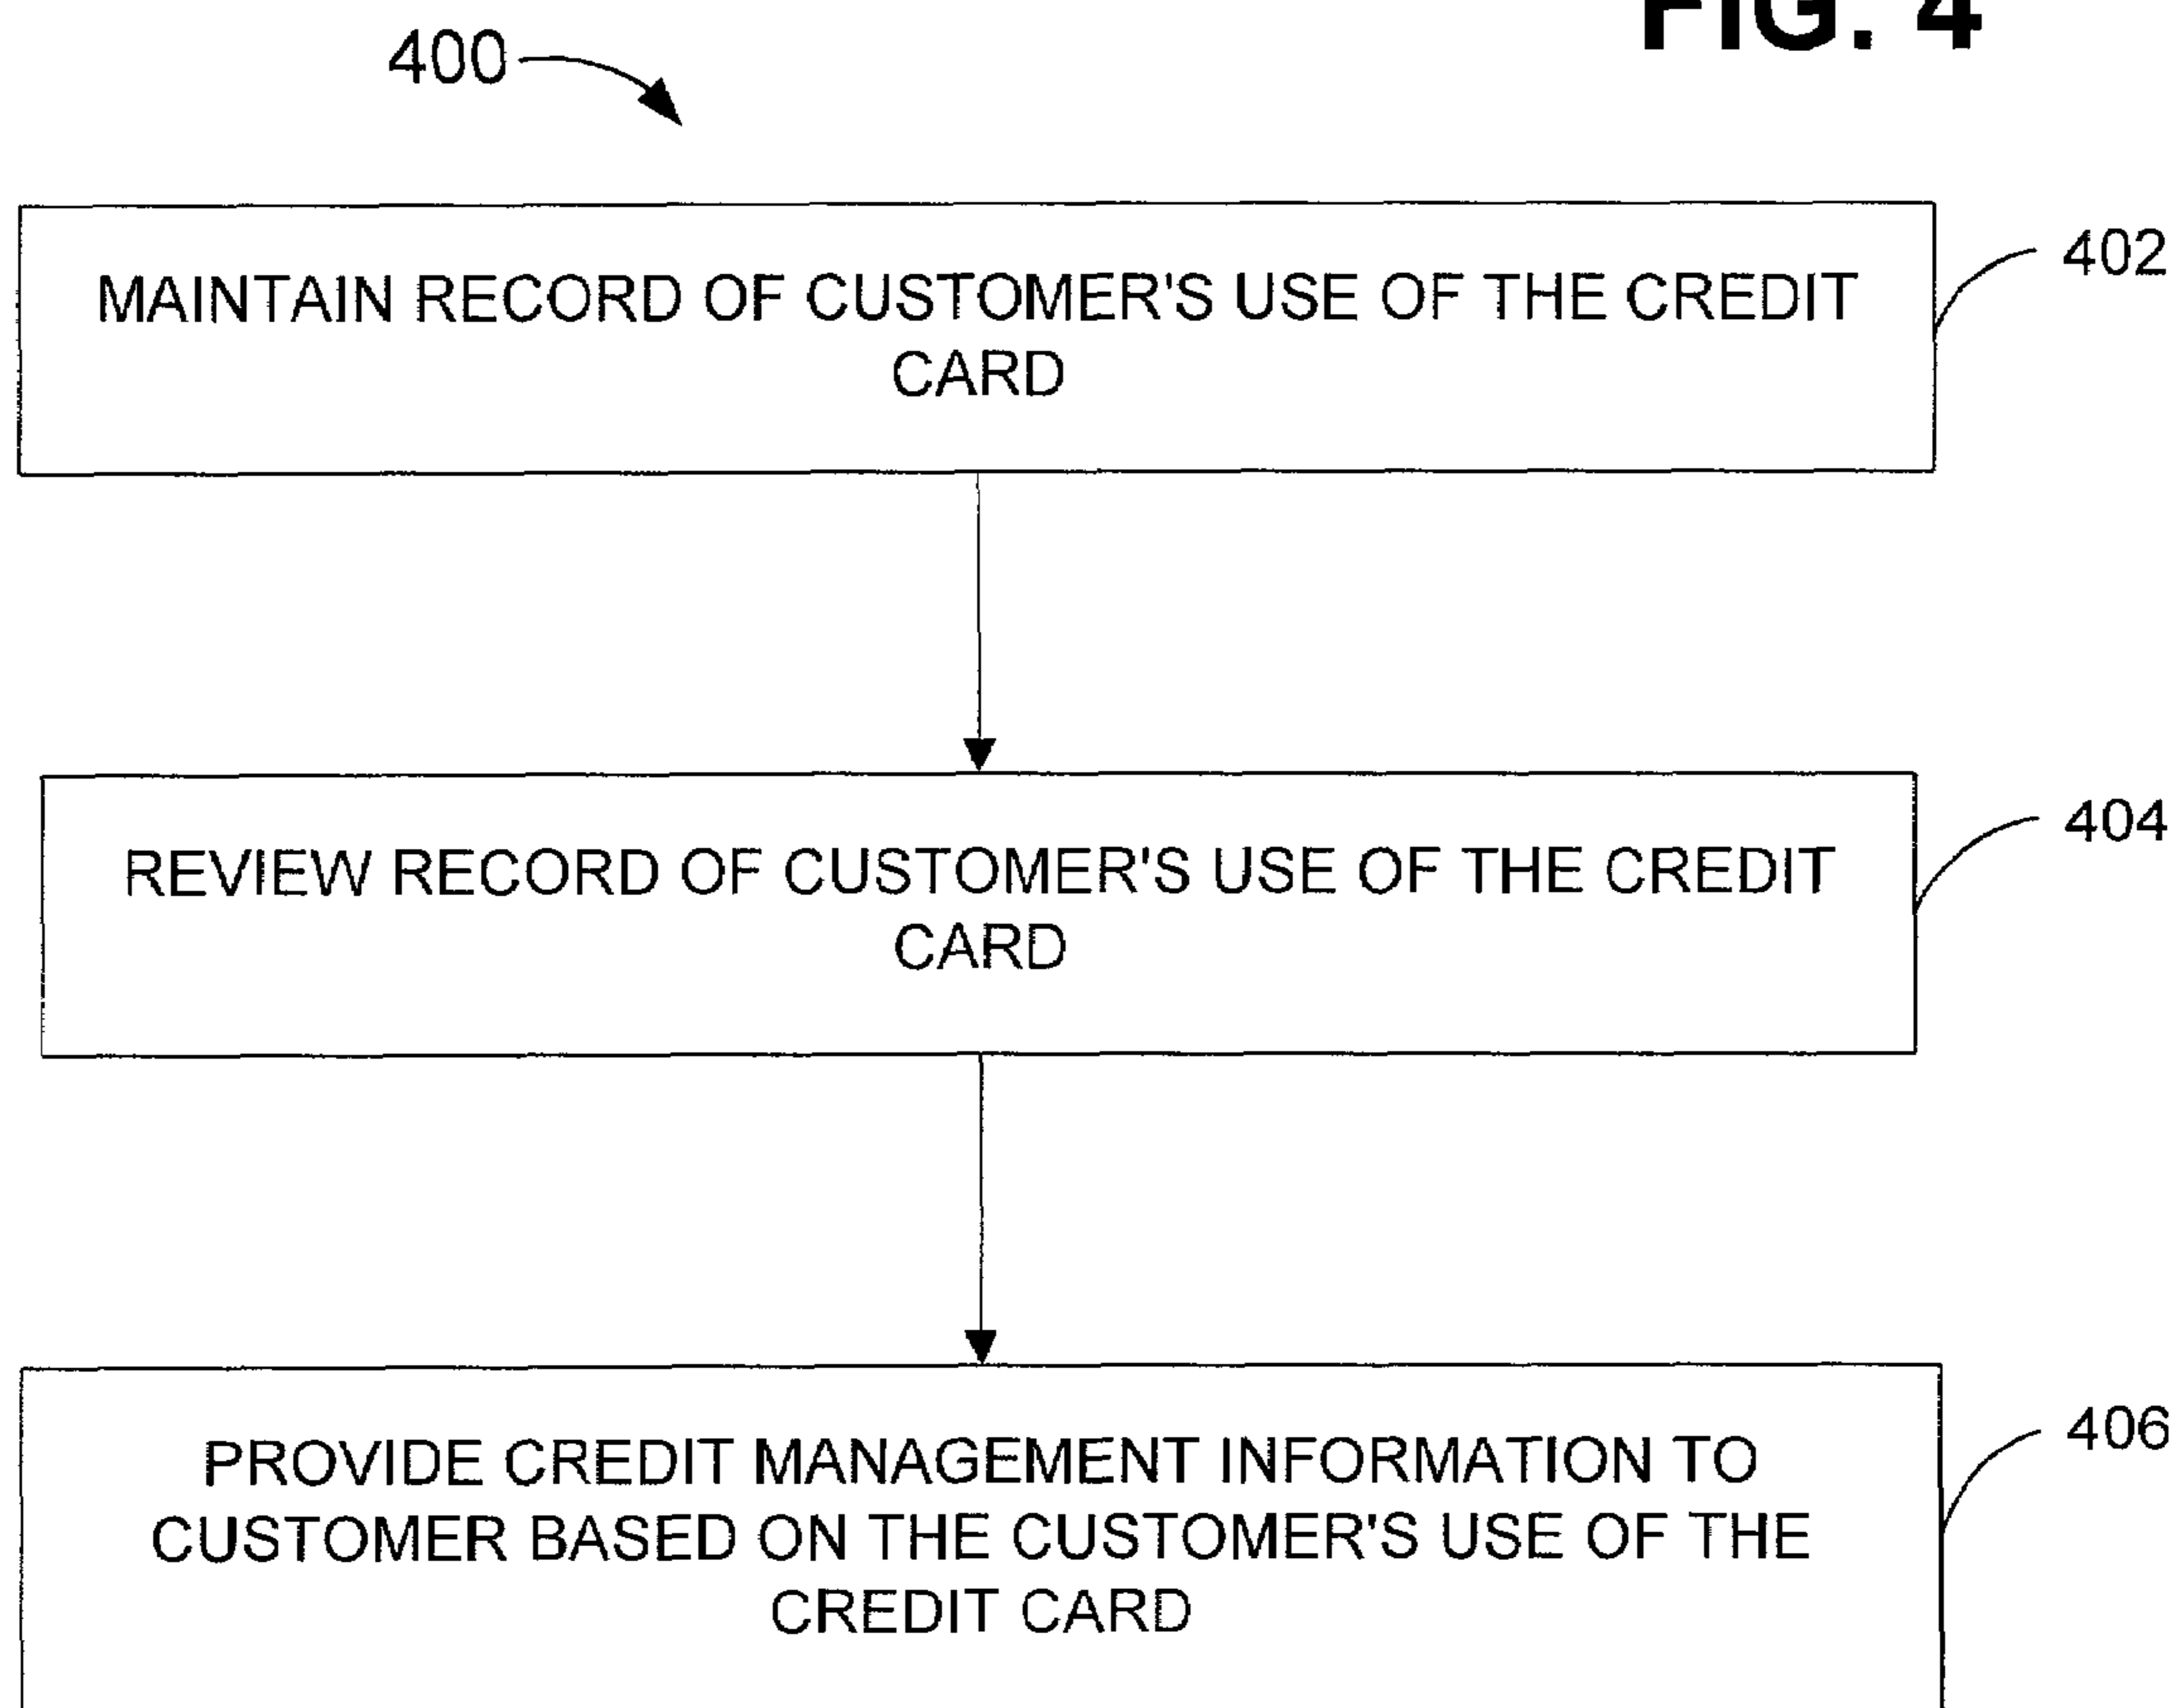 FIG. 4
400
MAINTAIN RECORD OF CUSTOMER'S USE OF THE CREDIT
CARD
402
REVIEW RECORD OF CUSTOMER'S USE OF THE CREDIT
CARD
404
PROVIDE CREDIT MANAGEMENT INFORMATION TO
CUSTOMER BASED ON THE CUSTOMER'S USE OF THE
CREDIT CARD
406